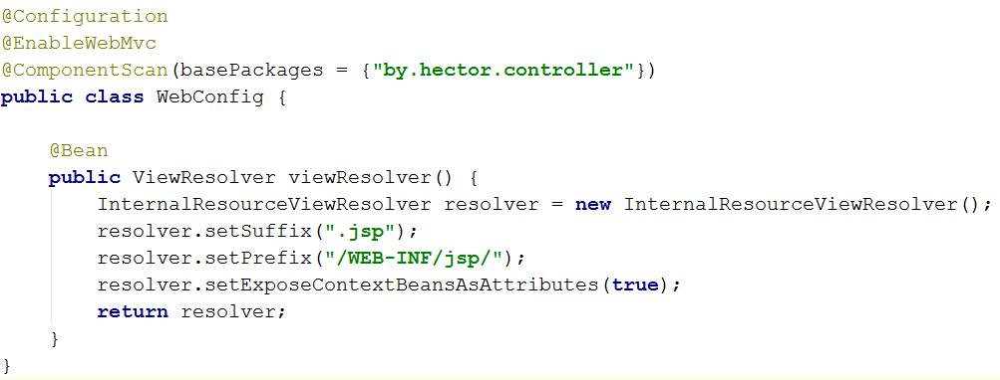 @Configuration
@EnableWebMvc
@ComponentScan(basePackages = {"by.hector.controller"})
public class WebConfig {
@Bean
public ViewResolver viewResolver() {
InternalResourceViewResolver resolver = new InternalResourceViewResolver();
resolver.setSuffix(".jsp");
resolver.setPrefix("/WEB-INF/jsp/");
resolver.setExposeContextBeansAsAttributes(true);
return resolver;
}
}